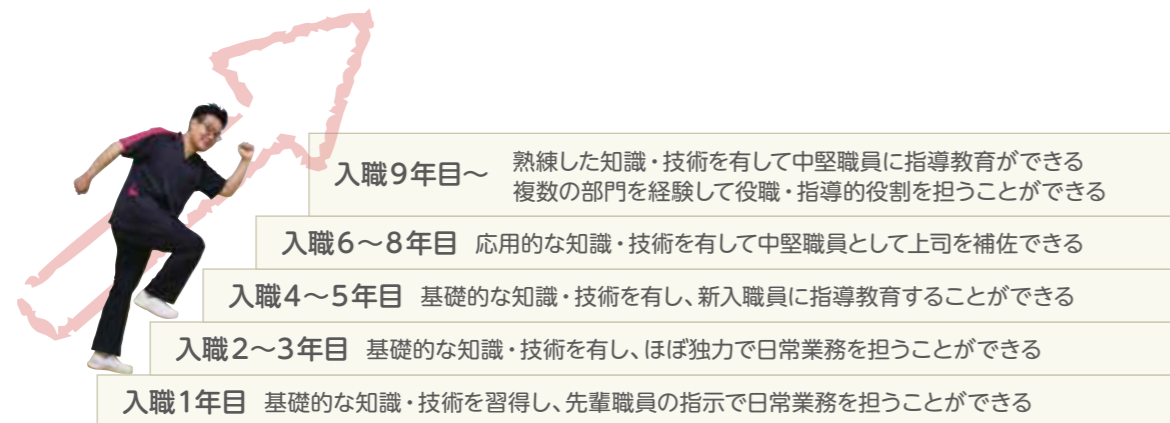 入職9年目～ 熟練した知識・技術を有して中堅職員に指導教育ができる
複数の部門を経験して役職・指導的役割を担うことができる
入職6～8年目 応用的な知識・技術を有して中堅職員として上司を補佐できる
入職4～5年目 基礎的な知識・技術を有し、新入職員に指導教育することができる
入職2～3年目 基礎的な知識・技術を有し、ほぼ独力で日常業務を担うことができる
入職1年目 基礎的な知識・技術を習得し、先輩職員の指示で日常業務を担うことができる